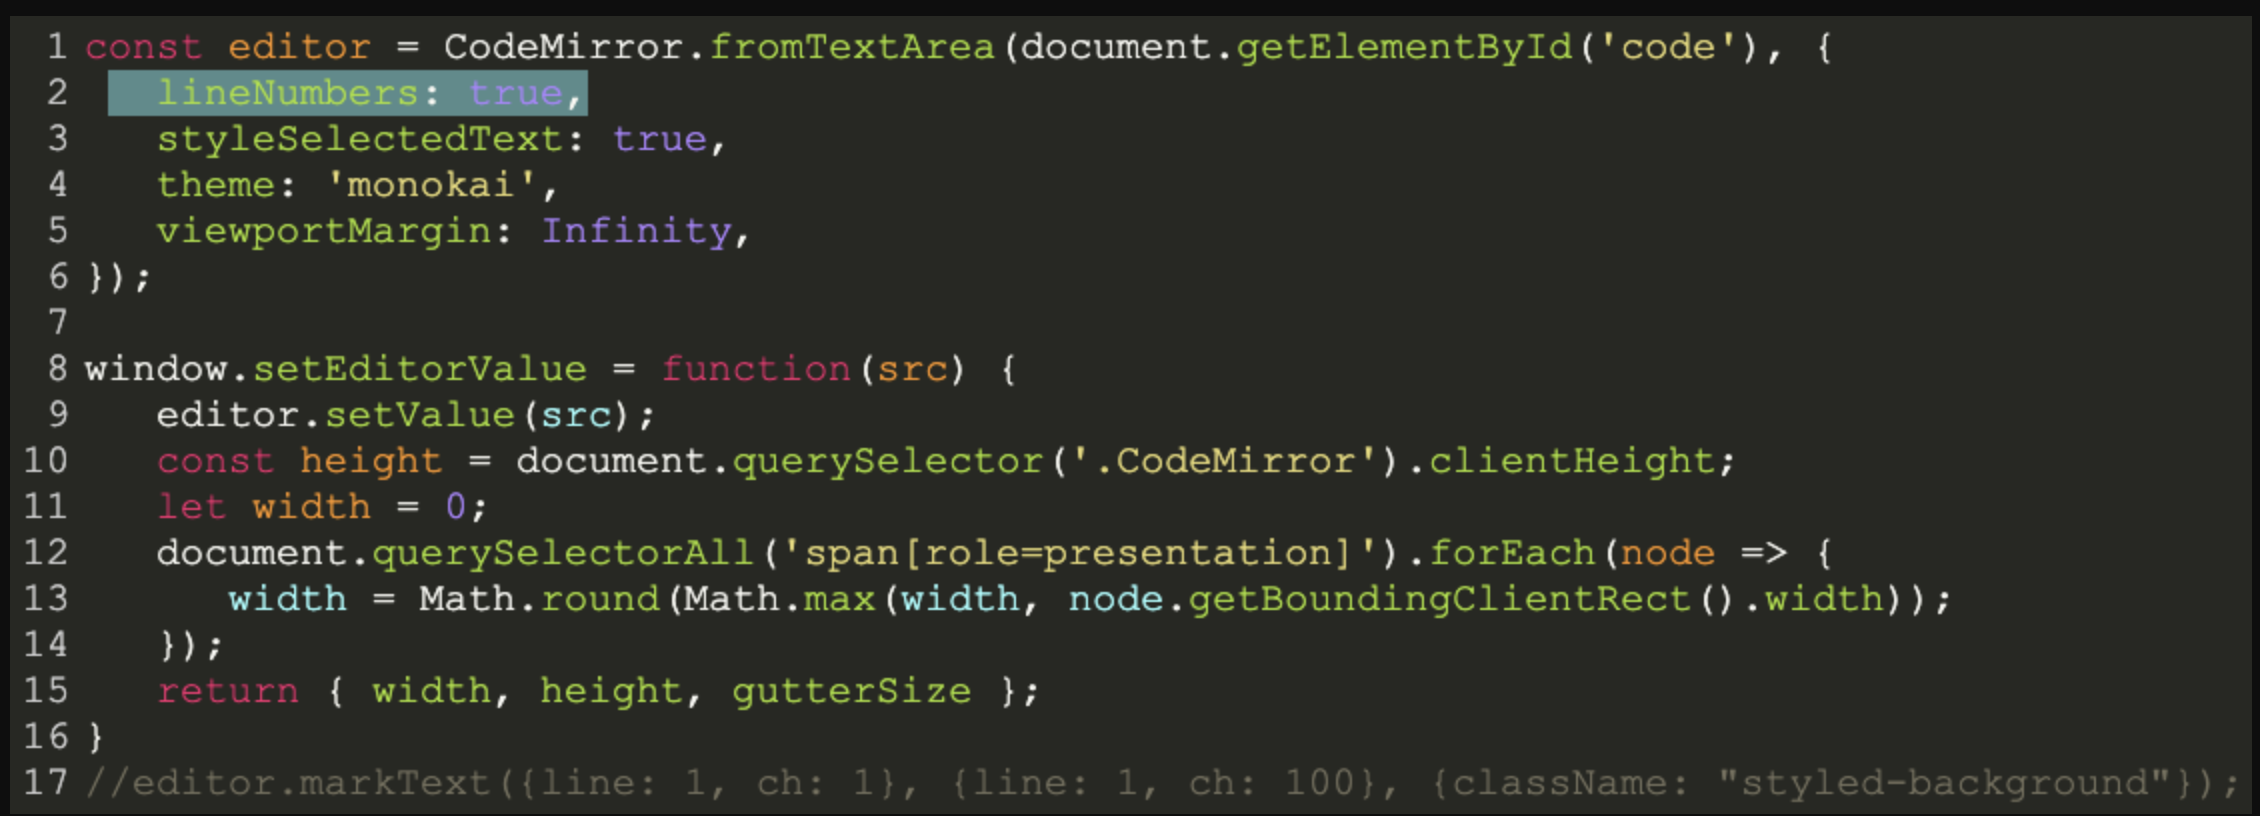 1 const editor = CodeMirror.fromTextArea(document.getElementById('code'), {
2    lineNumbers: true,
3    styleSelectedText: true,
4    theme: 'monokai',
5    viewportMargin: Infinity,
6 });
7
8 window.setEditorValue = function(src) {
9    editor.setValue(src);
10    const height = document.querySelector('.CodeMirror').clientHeight;
11    let width = 0;
12    document.querySelectorAll('span[role=presentation]').forEach(node => {
13       width = Math.round(Math.max(width, node.getBoundingClientRect().width));
14    });
15    return { width, height, gutterSize };
16 }
17 //editor.markText({line: 1, ch: 1}, {line: 1, ch: 100}, {className: "styled-background"});